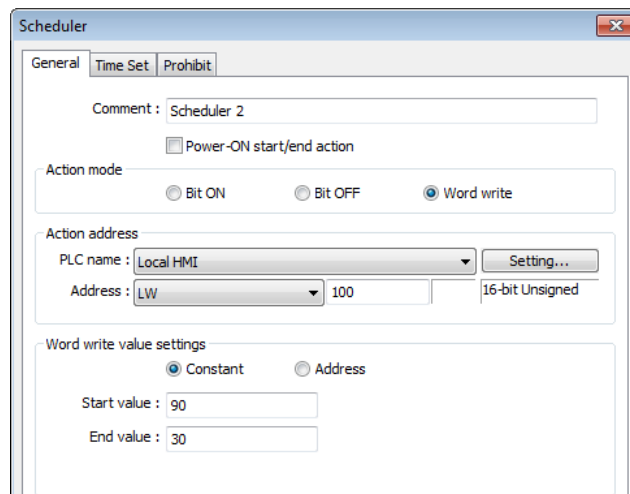 Scheduler
General Time Set Prohibit
Comment : Scheduler 2
Power-ON start/end action
Action mode
Bit ON Bit OFF Word write
Action address
PLC name : Local HMI Setting...
Address : LW 100 16-bit Unsigned
Word write value settings
Constant Address
Start value : 90
End value : 30